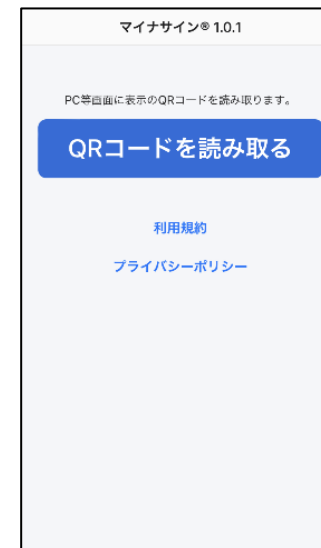 マイナサイン® 1.0.1
PC等画面に表示のQRコードを読み取ります。
QRコードを読み取る
利用規約
プライバシーポリシー